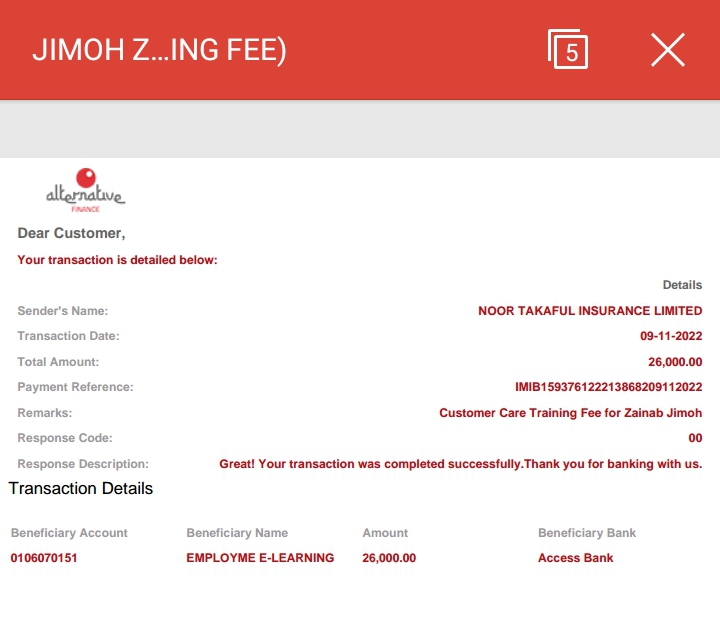 JIMOH Z...ING FEE)
5
alternative
FINANCE
Dear Customer,
Your transaction is detailed below:
Details
Sender's Name: NOOR TAKAFUL INSURANCE LIMITED
Transaction Date: 09-11-2022
Total Amount: 26,000.00
Payment Reference: IMIB159376122213868209112022
Remarks: Customer Care Training Fee for Zainab Jimoh
Response Code: 00
Response Description: Great! Your transaction was completed successfully.Thank you for banking with us.
Transaction Details
Beneficiary Account Beneficiary Name Amount Beneficiary Bank
0106070151 EMPLOYME E-LEARNING 26,000.00 Access Bank